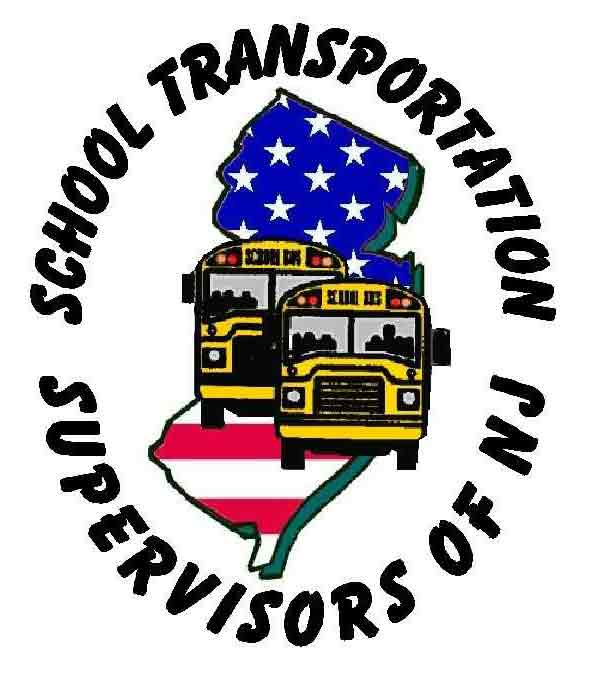 SCHOOL TRANSPORTATION
SCHOOL BUS
SCHOOL BUS
SUPERVISORS OF NJ